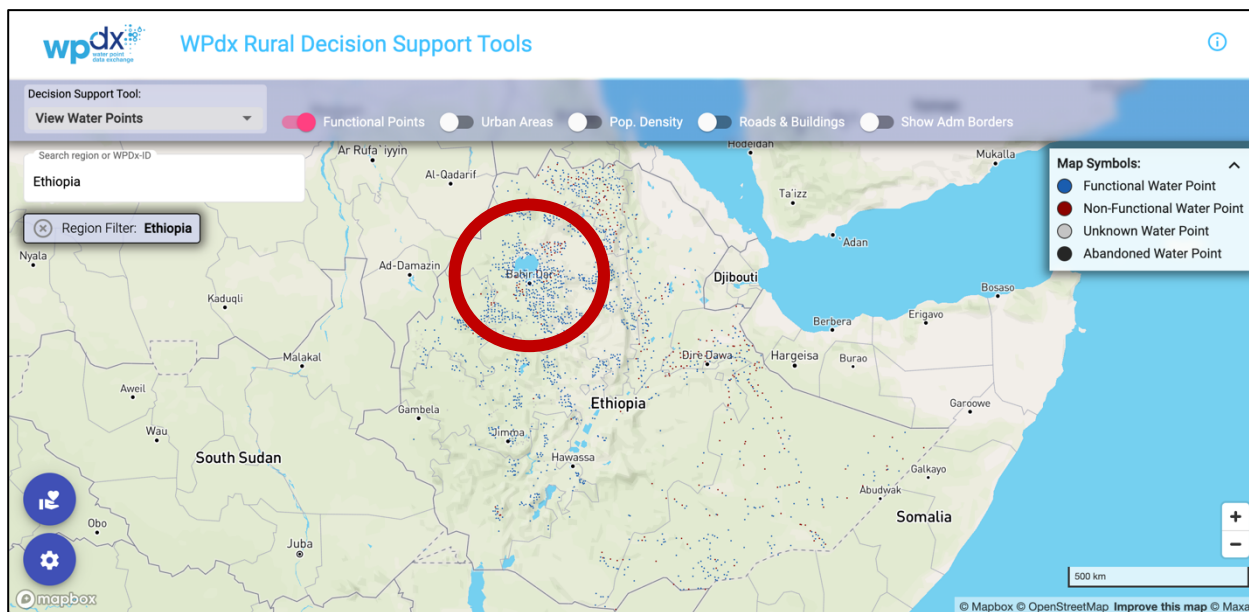 wpdx
water point
data exchange
WPdx Rural Decision Support Tools
Decision Support Tool:
View Water Points
Functional Points
Urban Areas
Pop. Density
Roads & Buildings
Show Adm Borders
Search region or WPDx-ID
Ethiopia
Region Filter: Ethiopia
Map Symbols:
Functional Water Point
Non-Functional Water Point
Unknown Water Point
Abandoned Water Point
Ar Rufa`iyyin
Hodeidah
Mukalla
Al-Qadarif
Ta'izz
'Adan
Nyala
Ad-Damazin
Bahir Dar
Djibouti
Kaduqli
Bosaso
Berbera
Erigavo
Malakal
Dire Dawa
Hargeisa
Burao
Aweil
Gambela
Ethiopia
Garoowe
Wau
Jimma
South Sudan
Hawassa
Galkayo
Abudwak
Somalia
Obo
Juba
500 km
mapbox
© Mapbox © OpenStreetMap Improve this map © Max